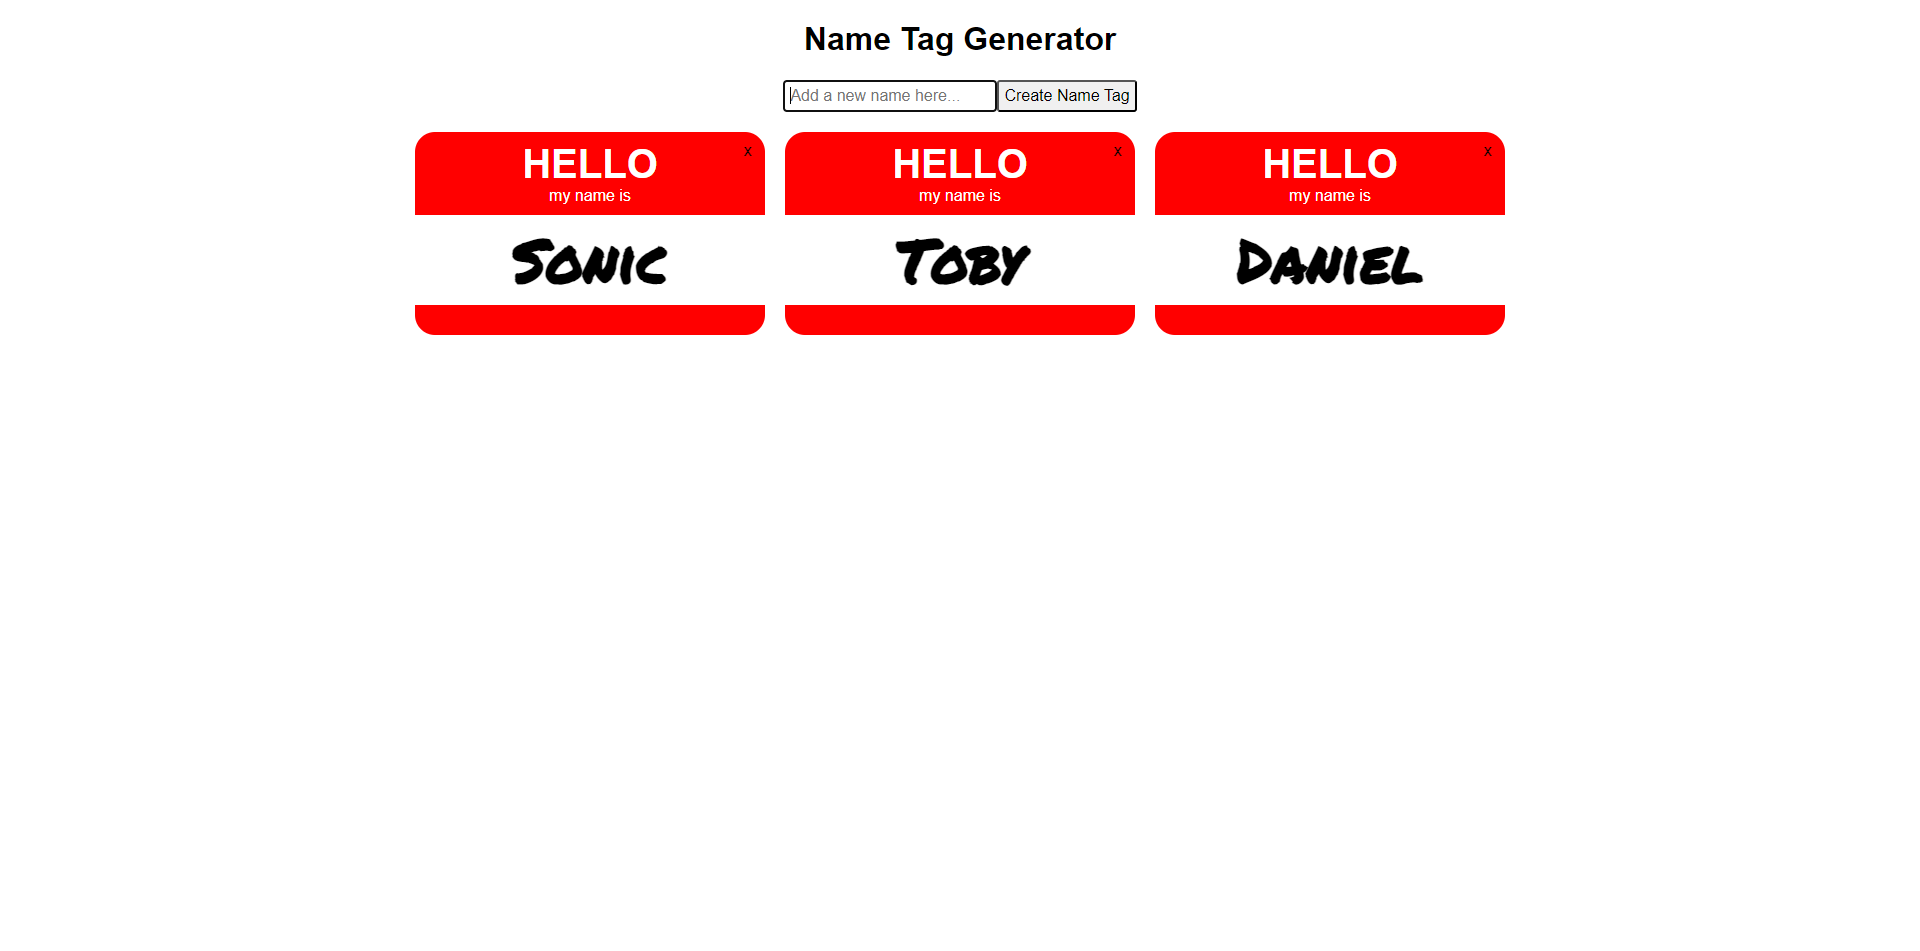 Name Tag Generator
Add a new name here... Create Name Tag
HELLO x HELLO x HELLO x
my name is my name is my name is
Sonic Toby Daniel